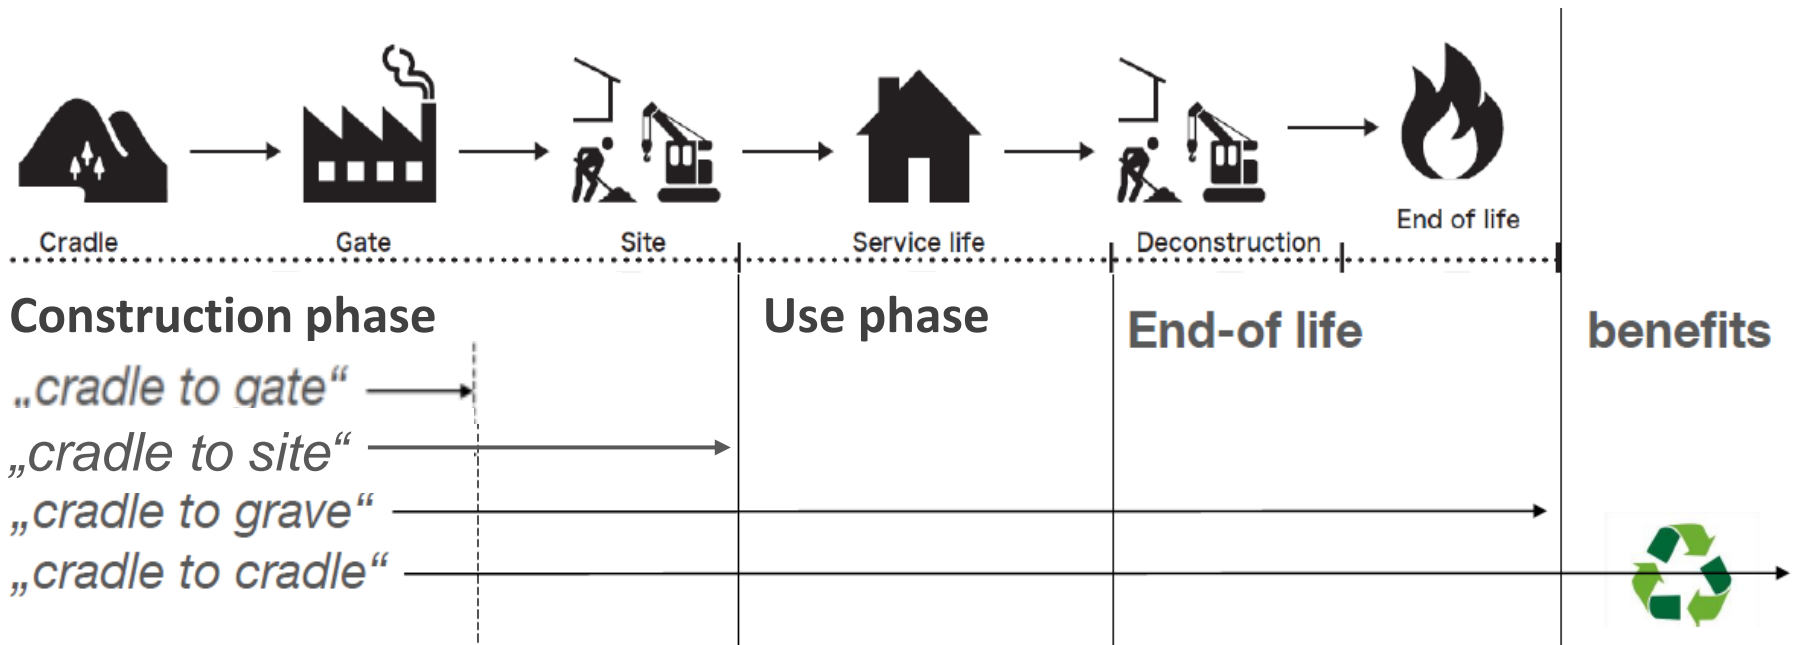 Cradle
Gate
Site
Service life
Deconstruction
End of life
Construction phase
Use phase
End-of life
benefits
„cradle to gate“
„cradle to site“
„cradle to grave“
„cradle to cradle“